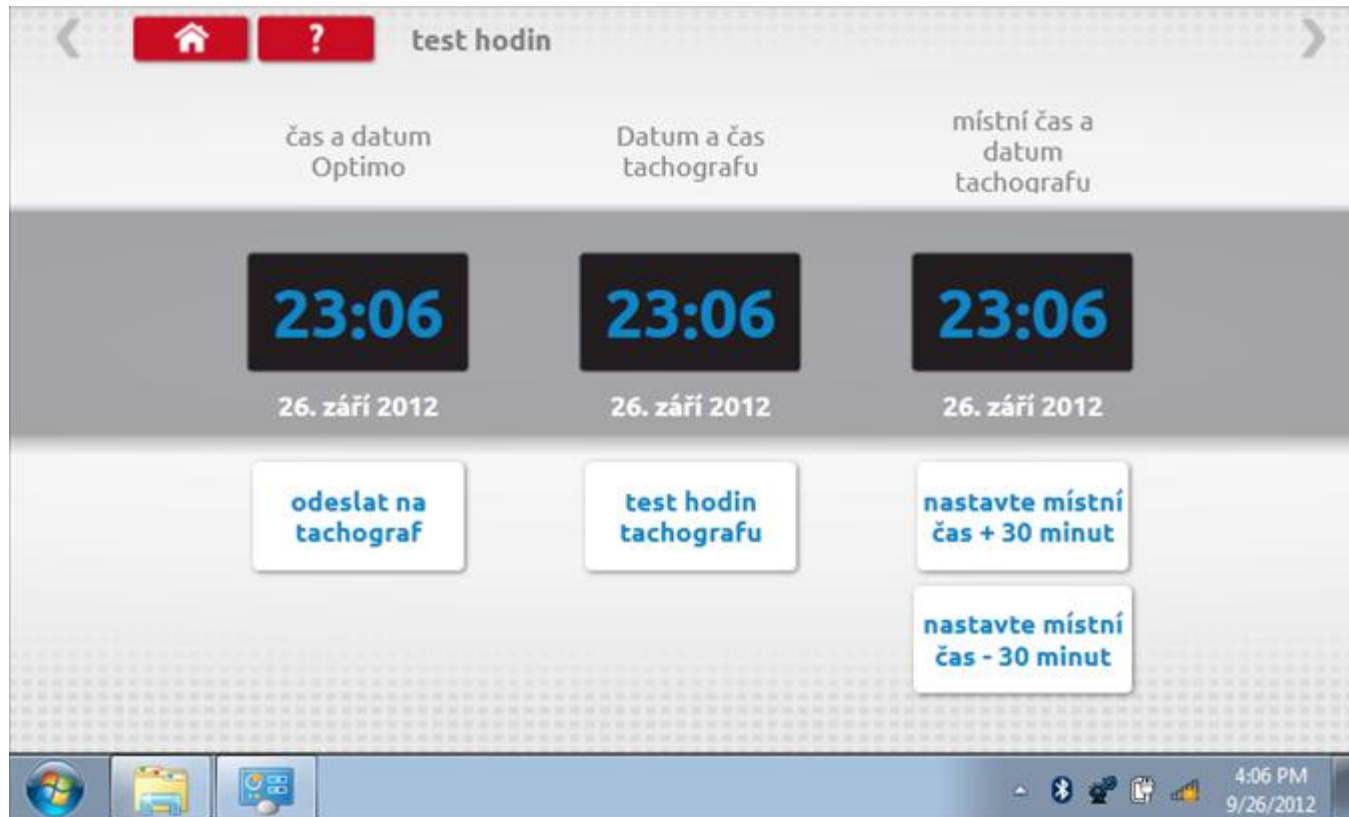 ? test hodin
čas a datum
Optimo
Datum a čas
tachografu
místní čas a
datum
tachografu
23:06
23:06
23:06
26. září 2012
26. září 2012
26. září 2012
odeslat na
tachograf
test hodin
tachografu
nastavte místní
čas + 30 minut
nastavte místní
čas - 30 minut
4:06 PM
9/26/2012